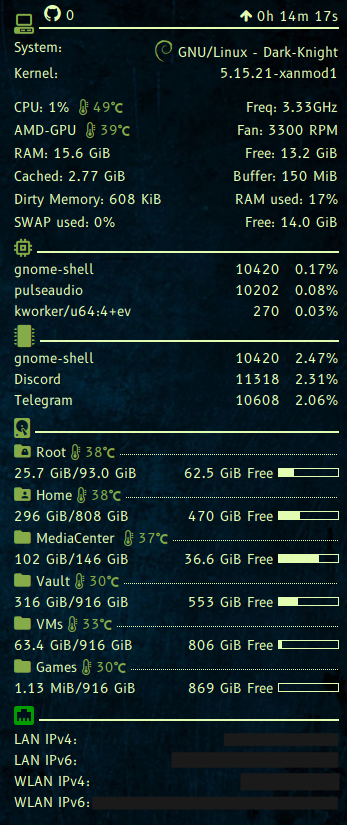 0 0h 14m 17s
System: GNU/Linux - Dark-Knight
Kernel: 5.15.21-xanmod1
CPU: 1% 49℃ Freq: 3.33GHz
AMD-GPU 39℃ Fan: 3300 RPM
RAM: 15.6 GiB Free: 13.2 GiB
Cached: 2.77 GiB Buffer: 150 MiB
Dirty Memory: 608 KiB RAM used: 17%
SWAP used: 0% Free: 14.0 GiB
gnome-shell 10420 0.17%
pulseaudio 10202 0.08%
kworker/u64:4+ev 270 0.03%
gnome-shell 10420 2.47%
Discord 11318 2.31%
Telegram 10608 2.06%
Root 38℃
25.7 GiB/93.0 GiB 62.5 GiB Free
Home 38℃
296 GiB/808 GiB 470 GiB Free
MediaCenter 37℃
102 GiB/146 GiB 36.6 GiB Free
Vault 30℃
316 GiB/916 GiB 553 GiB Free
VMs 33℃
63.4 GiB/916 GiB 806 GiB Free
Games 30℃
1.13 MiB/916 GiB 869 GiB Free
LAN IPv4:
LAN IPv6:
WLAN IPv4:
WLAN IPv6: